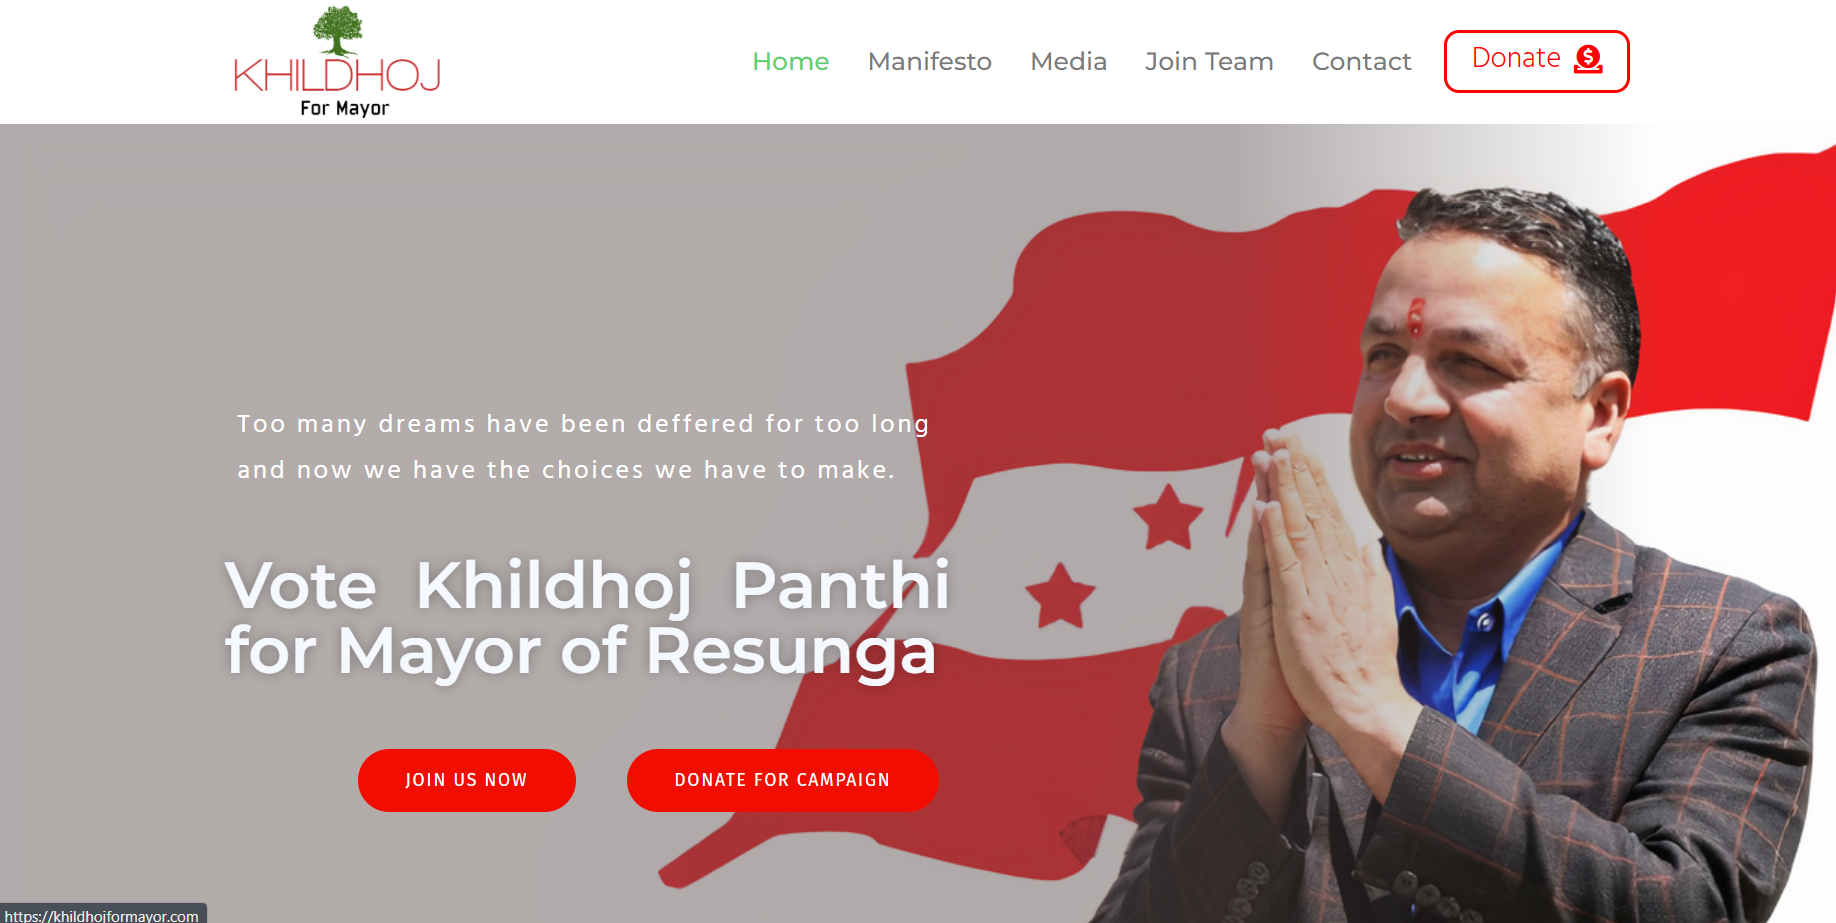 KHILDHOJ
For Mayor
Home Manifesto Media Join Team Contact Donate
Too many dreams have been deffered for too long
and now we have the choices we have to make.
Vote Khildhoj Panthi
for Mayor of Resunga
JOIN US NOW DONATE FOR CAMPAIGN
https://khildhojformayor.com